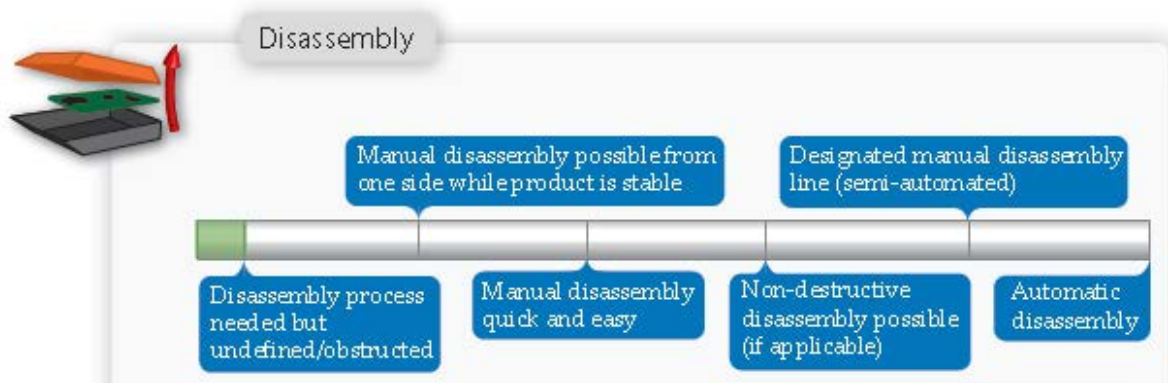 Disassembly
Manual disassembly possible from
one side while product is stable
Designated manual disassembly
line (semi-automated)
Disassembly process
needed but
undefined/obstructed
Manual disassembly
quick and easy
Non-destructive
disassembly possible
(if applicable)
Automatic
disassembly